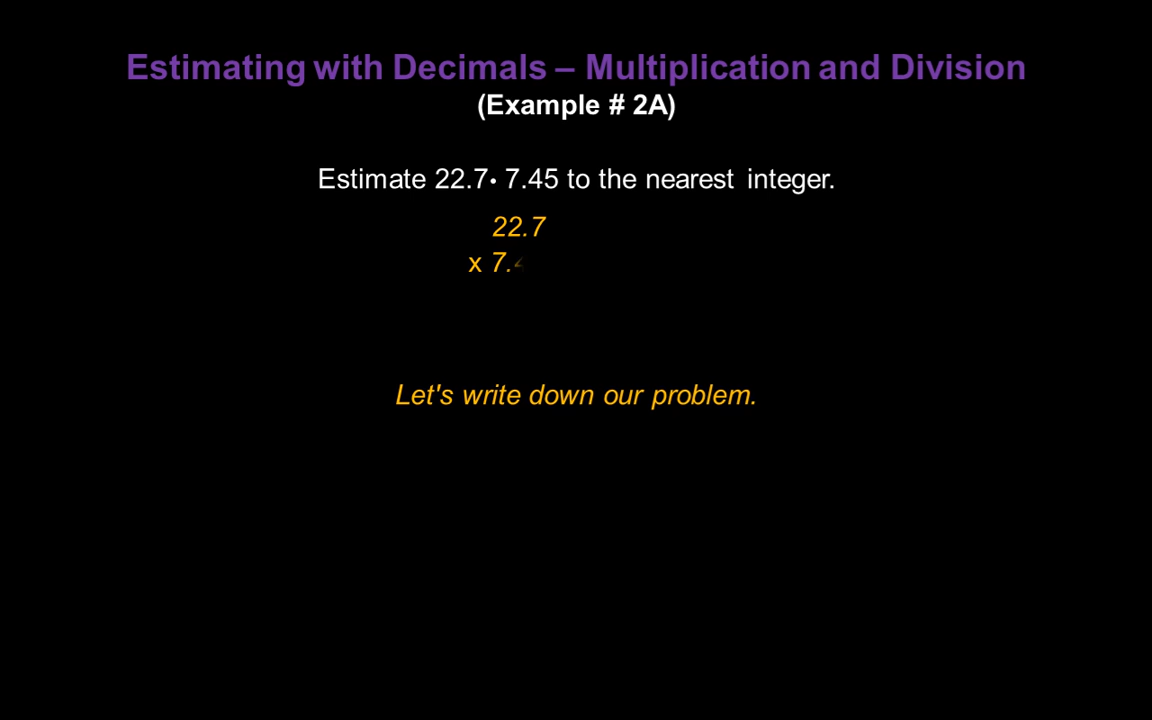 Estimating with Decimals – Multiplication and Division
(Example # 2A)
Estimate 22.7• 7.45 to the nearest integer.
22.7
x 7.
Let's write down our problem.